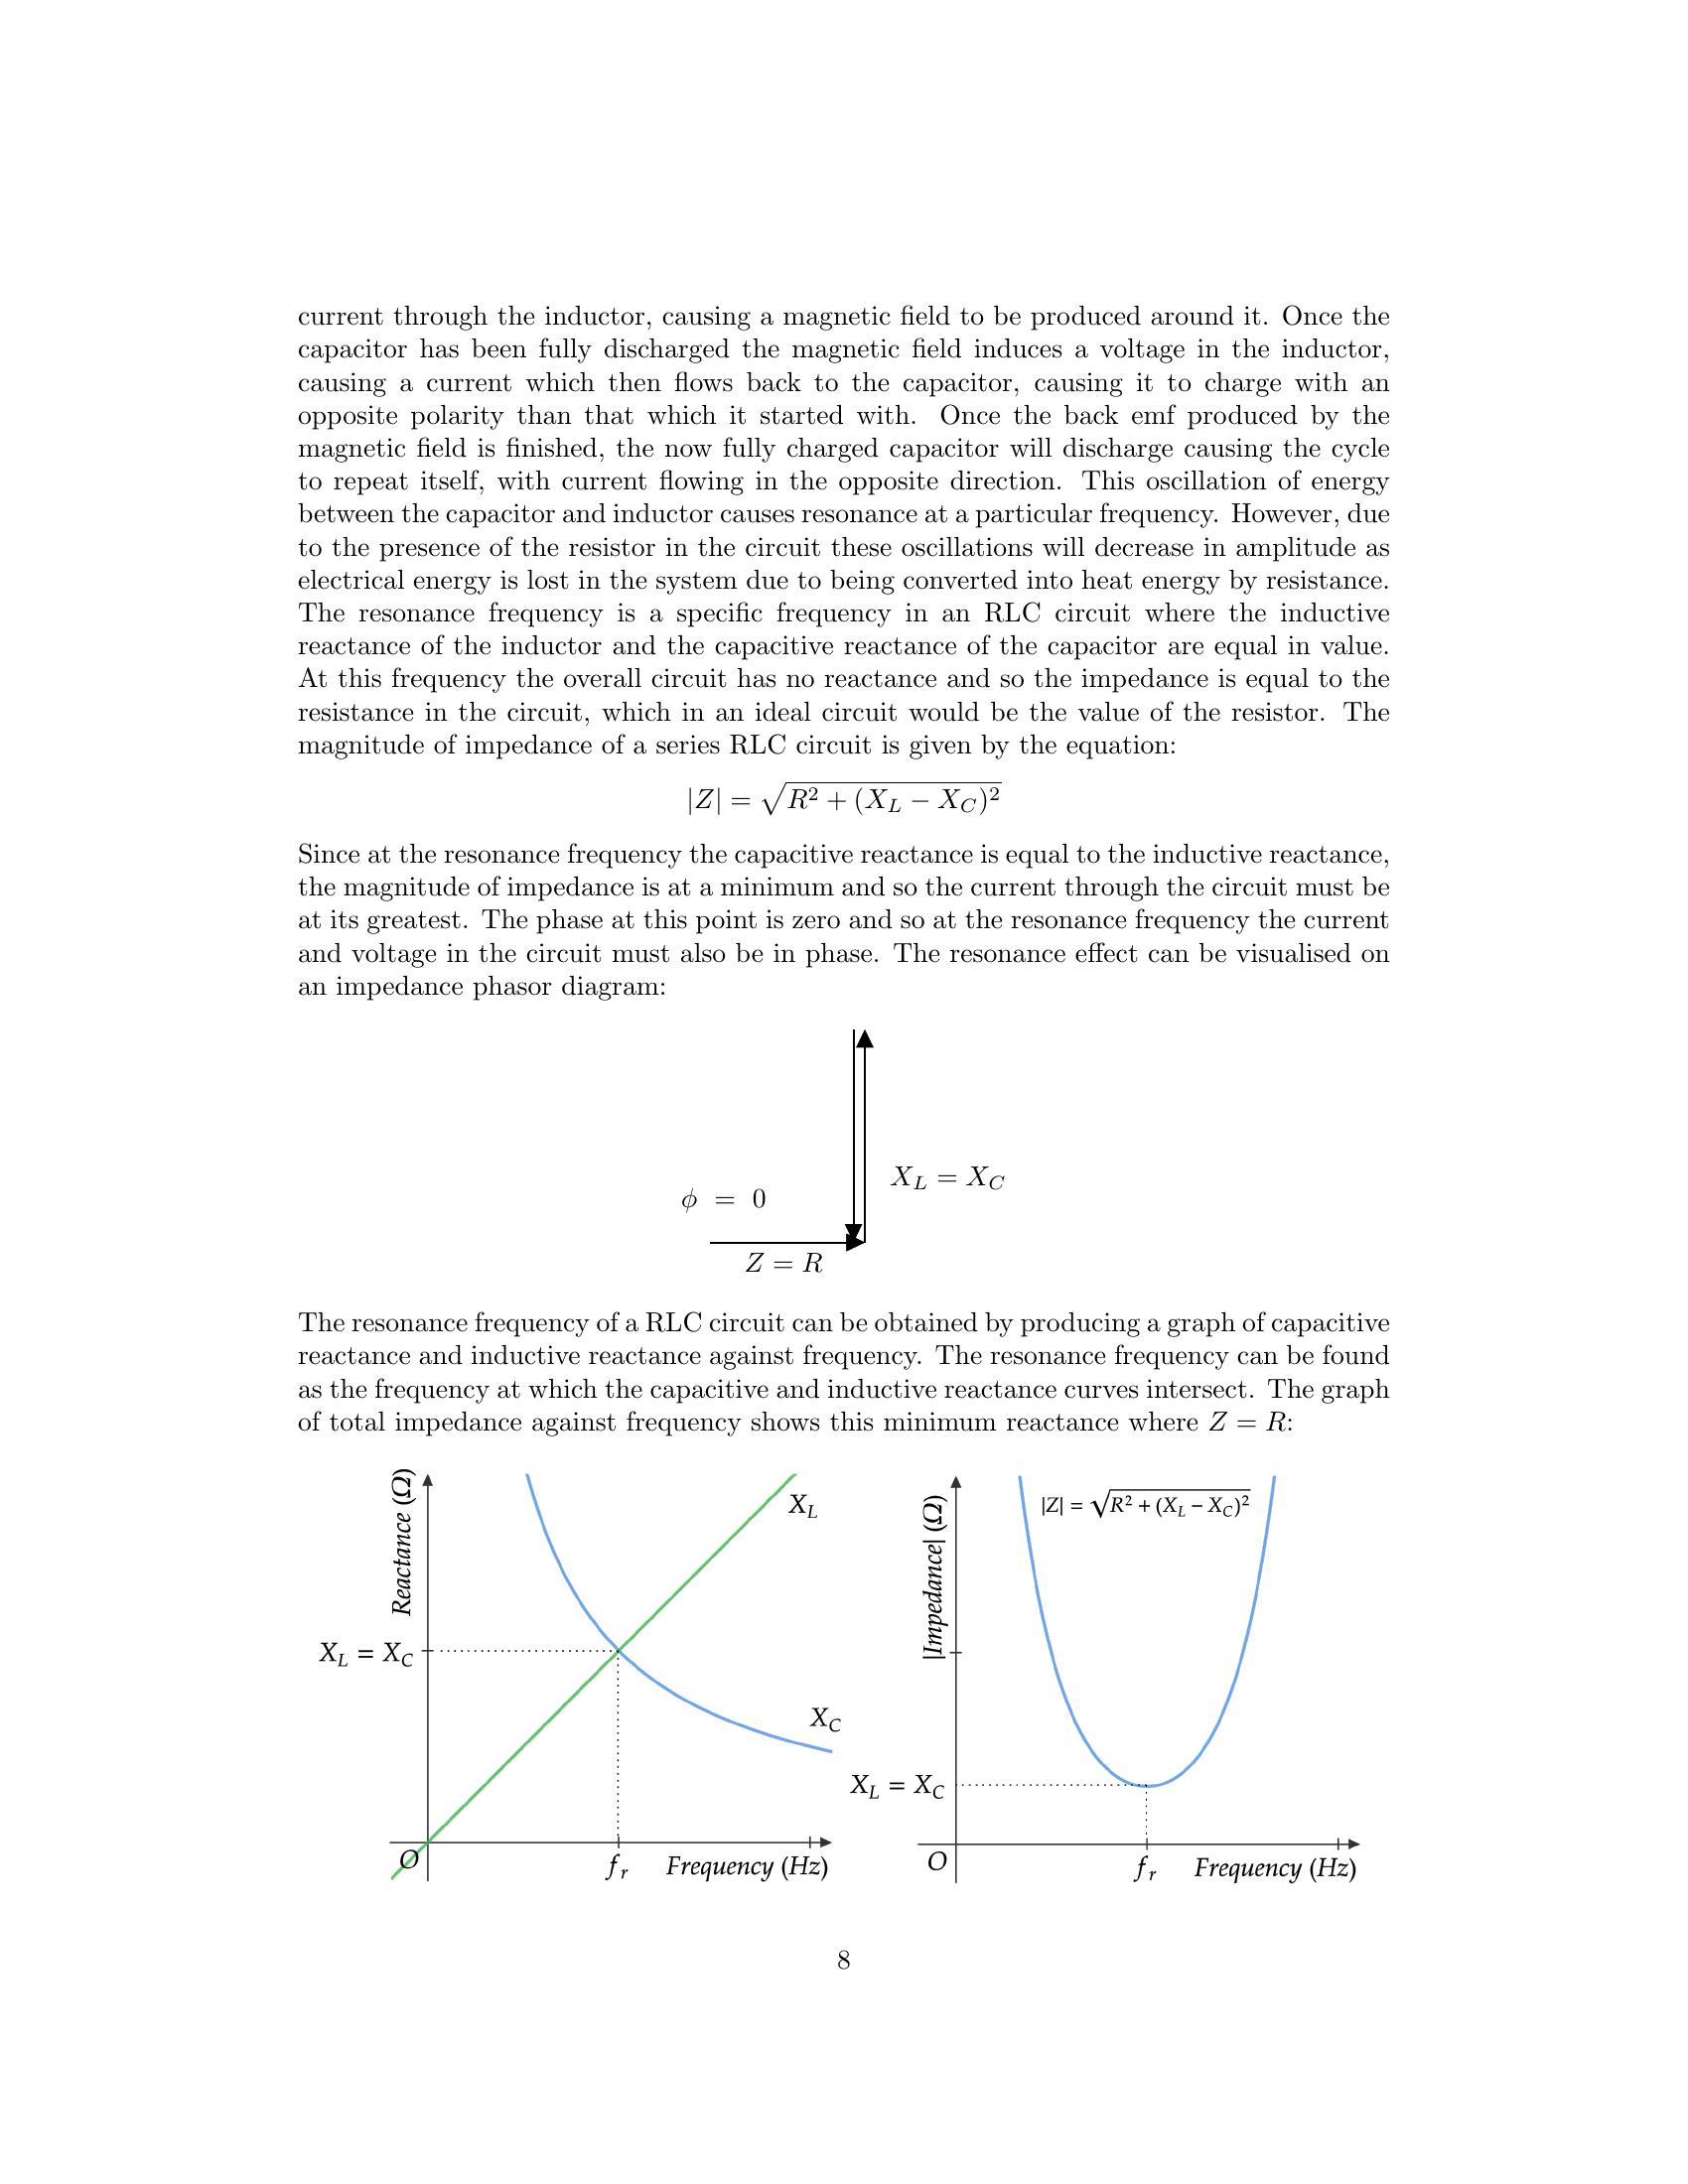 current through the inductor, causing a magnetic field to be produced around it. Once the
capacitor has been fully discharged the magnetic field induces a voltage in the inductor,
causing a current which then flows back to the capacitor, causing it to charge with an
opposite polarity than that which it started with. Once the back emf produced by the
magnetic field is finished, the now fully charged capacitor will discharge causing the cycle
to repeat itself, with current flowing in the opposite direction. This oscillation of energy
between the capacitor and inductor causes resonance at a particular frequency. However, due
to the presence of the resistor in the circuit these oscillations will decrease in amplitude as
electrical energy is lost in the system due to being converted into heat energy by resistance.
The resonance frequency is a specific frequency in an RLC circuit where the inductive
reactance of the inductor and the capacitive reactance of the capacitor are equal in value.
At this frequency the overall circuit has no reactance and so the impedance is equal to the
resistance in the circuit, which in an ideal circuit would be the value of the resistor. The
magnitude of impedance of a series RLC circuit is given by the equation:
|Z| = √(R² + (X_L − X_C)²)
Since at the resonance frequency the capacitive reactance is equal to the inductive reactance,
the magnitude of impedance is at a minimum and so the current through the circuit must be
at its greatest. The phase at this point is zero and so at the resonance frequency the current
and voltage in the circuit must also be in phase. The resonance effect can be visualised on
an impedance phasor diagram:
X_L = X_C
ϕ = 0
Z = R
The resonance frequency of a RLC circuit can be obtained by producing a graph of capacitive
reactance and inductive reactance against frequency. The resonance frequency can be found
as the frequency at which the capacitive and inductive reactance curves intersect. The graph
of total impedance against frequency shows this minimum reactance where Z = R:
Reactance (Ω)
X_L
X_L = X_C
X_C
O
f_r
Frequency (Hz)
|Impedance| (Ω)
|Z| = √(R² + (X_L − X_C)²)
X_L = X_C
O
f_r
Frequency (Hz)
8